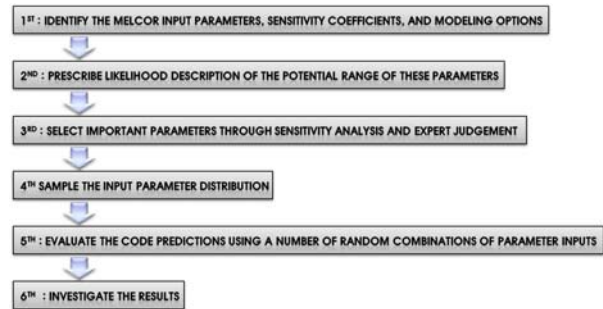 1ST : IDENTIFY THE MELCOR INPUT PARAMETERS, SENSITIVITY COEFFICIENTS, AND MODELING OPTIONS
2ND : PRESCRIBE LIKELIHOOD DESCRIPTION OF THE POTENTIAL RANGE OF THESE PARAMETERS
3RD : SELECT IMPORTANT PARAMETERS THROUGH SENSITIVITY ANALYSIS AND EXPERT JUDGEMENT
4TH SAMPLE THE INPUT PARAMETER DISTRIBUTION
5TH : EVALUATE THE CODE PREDICTIONS USING A NUMBER OF RANDOM COMBINATIONS OF PARAMETER INPUTS
6TH : INVESTIGATE THE RESULTS